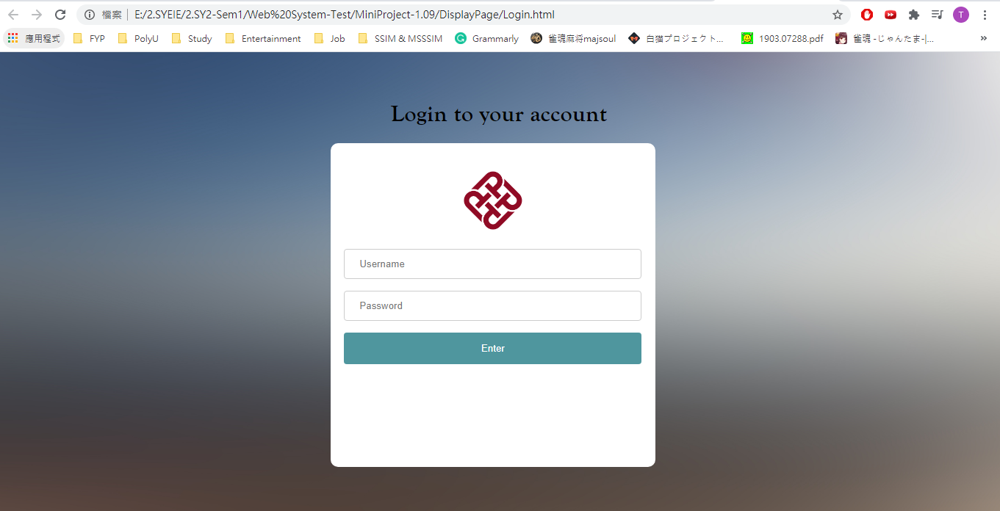 檔案 E:/2.SYEIE/2.SY2-Sem1/Web%20System-Test/MiniProject-1.09/DisplayPage/Login.html T
應用程式 FYP PolyU Study Entertainment Job SSIM & MSSSIM Grammarly 雀魂麻将majsoul 白猫プロジェクト... 1903.07288.pdf 雀魂 -じゃんたま-|... »
Login to your account
Username
Password
Enter